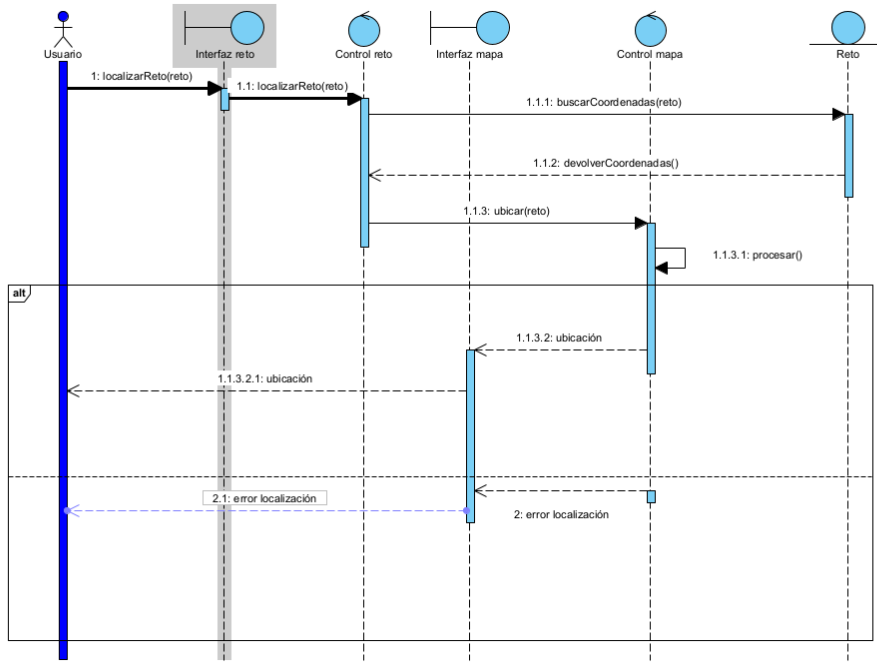 Usuario
Interfaz reto
Control reto
Interfaz mapa
Control mapa
Reto
1: localizarReto(reto)
1.1: localizarReto(reto)
1.1.1: buscarCoordenadas(reto)
1.1.2: devolverCoordenadas()
1.1.3: ubicar(reto)
1.1.3.1: procesar()
alt
1.1.3.2: ubicación
1.1.3.2.1: ubicación
2.1: error localización
2: error localización